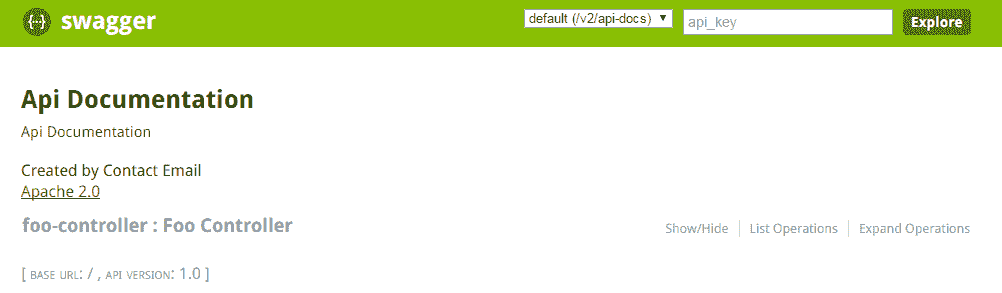 {···} swagger default (/v2/api-docs) ▼ api_key Explore
Api Documentation
Api Documentation
Created by Contact Email
Apache 2.0
foo-controller : Foo Controller Show/Hide List Operations Expand Operations
[ BASE URL: / , API VERSION: 1.0 ]